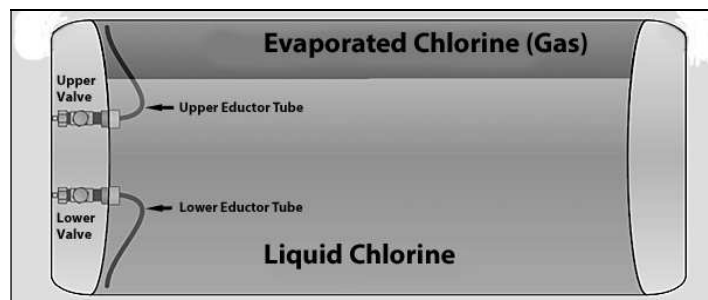 Evaporated Chlorine (Gas)
Upper
Valve
Upper Eductor Tube
Lower Eductor Tube
Lower
Valve
Liquid Chlorine